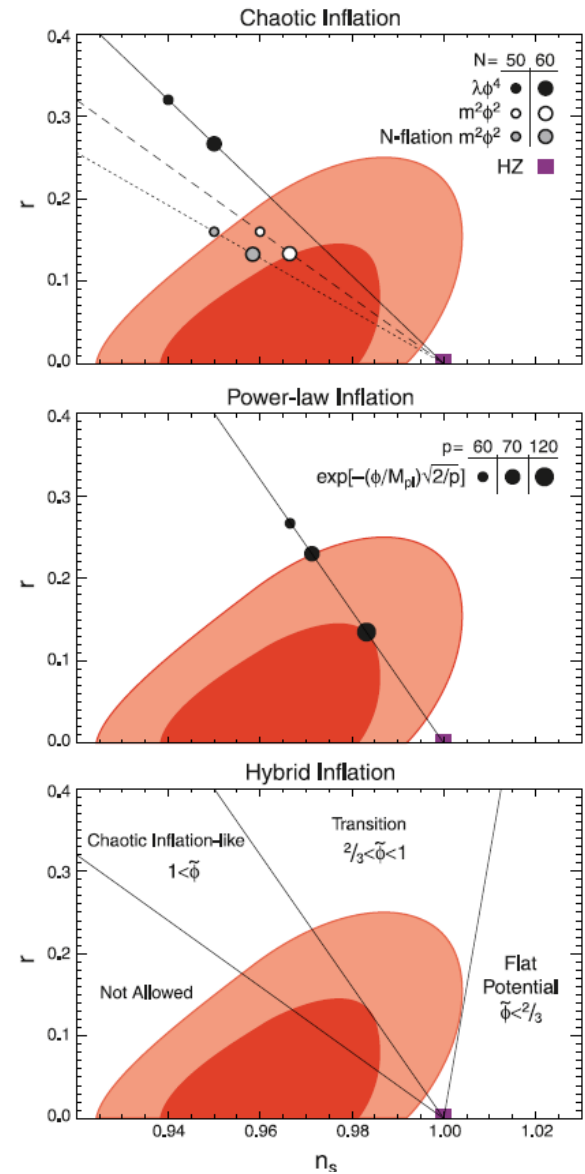 Chaotic Inflation
0.4
N= 50 60
λϕ⁴
0.3
m²ϕ²
N-flation m²ϕ²
HZ
r
0.2
0.1
0.0
Power-law Inflation
0.4
p= 60 70 120
exp[-(ϕ/M_pl)√2/p]
0.3
r
0.2
0.1
0.0
Hybrid Inflation
0.4
Transition
Chaotic Inflation-like
2/3<ϕ̃<1
1<ϕ̃
0.3
r
0.2
Flat
Not Allowed
Potential
ϕ̃<2/3
0.1
0.0
0.94 0.96 0.98 1.00 1.02
n_s